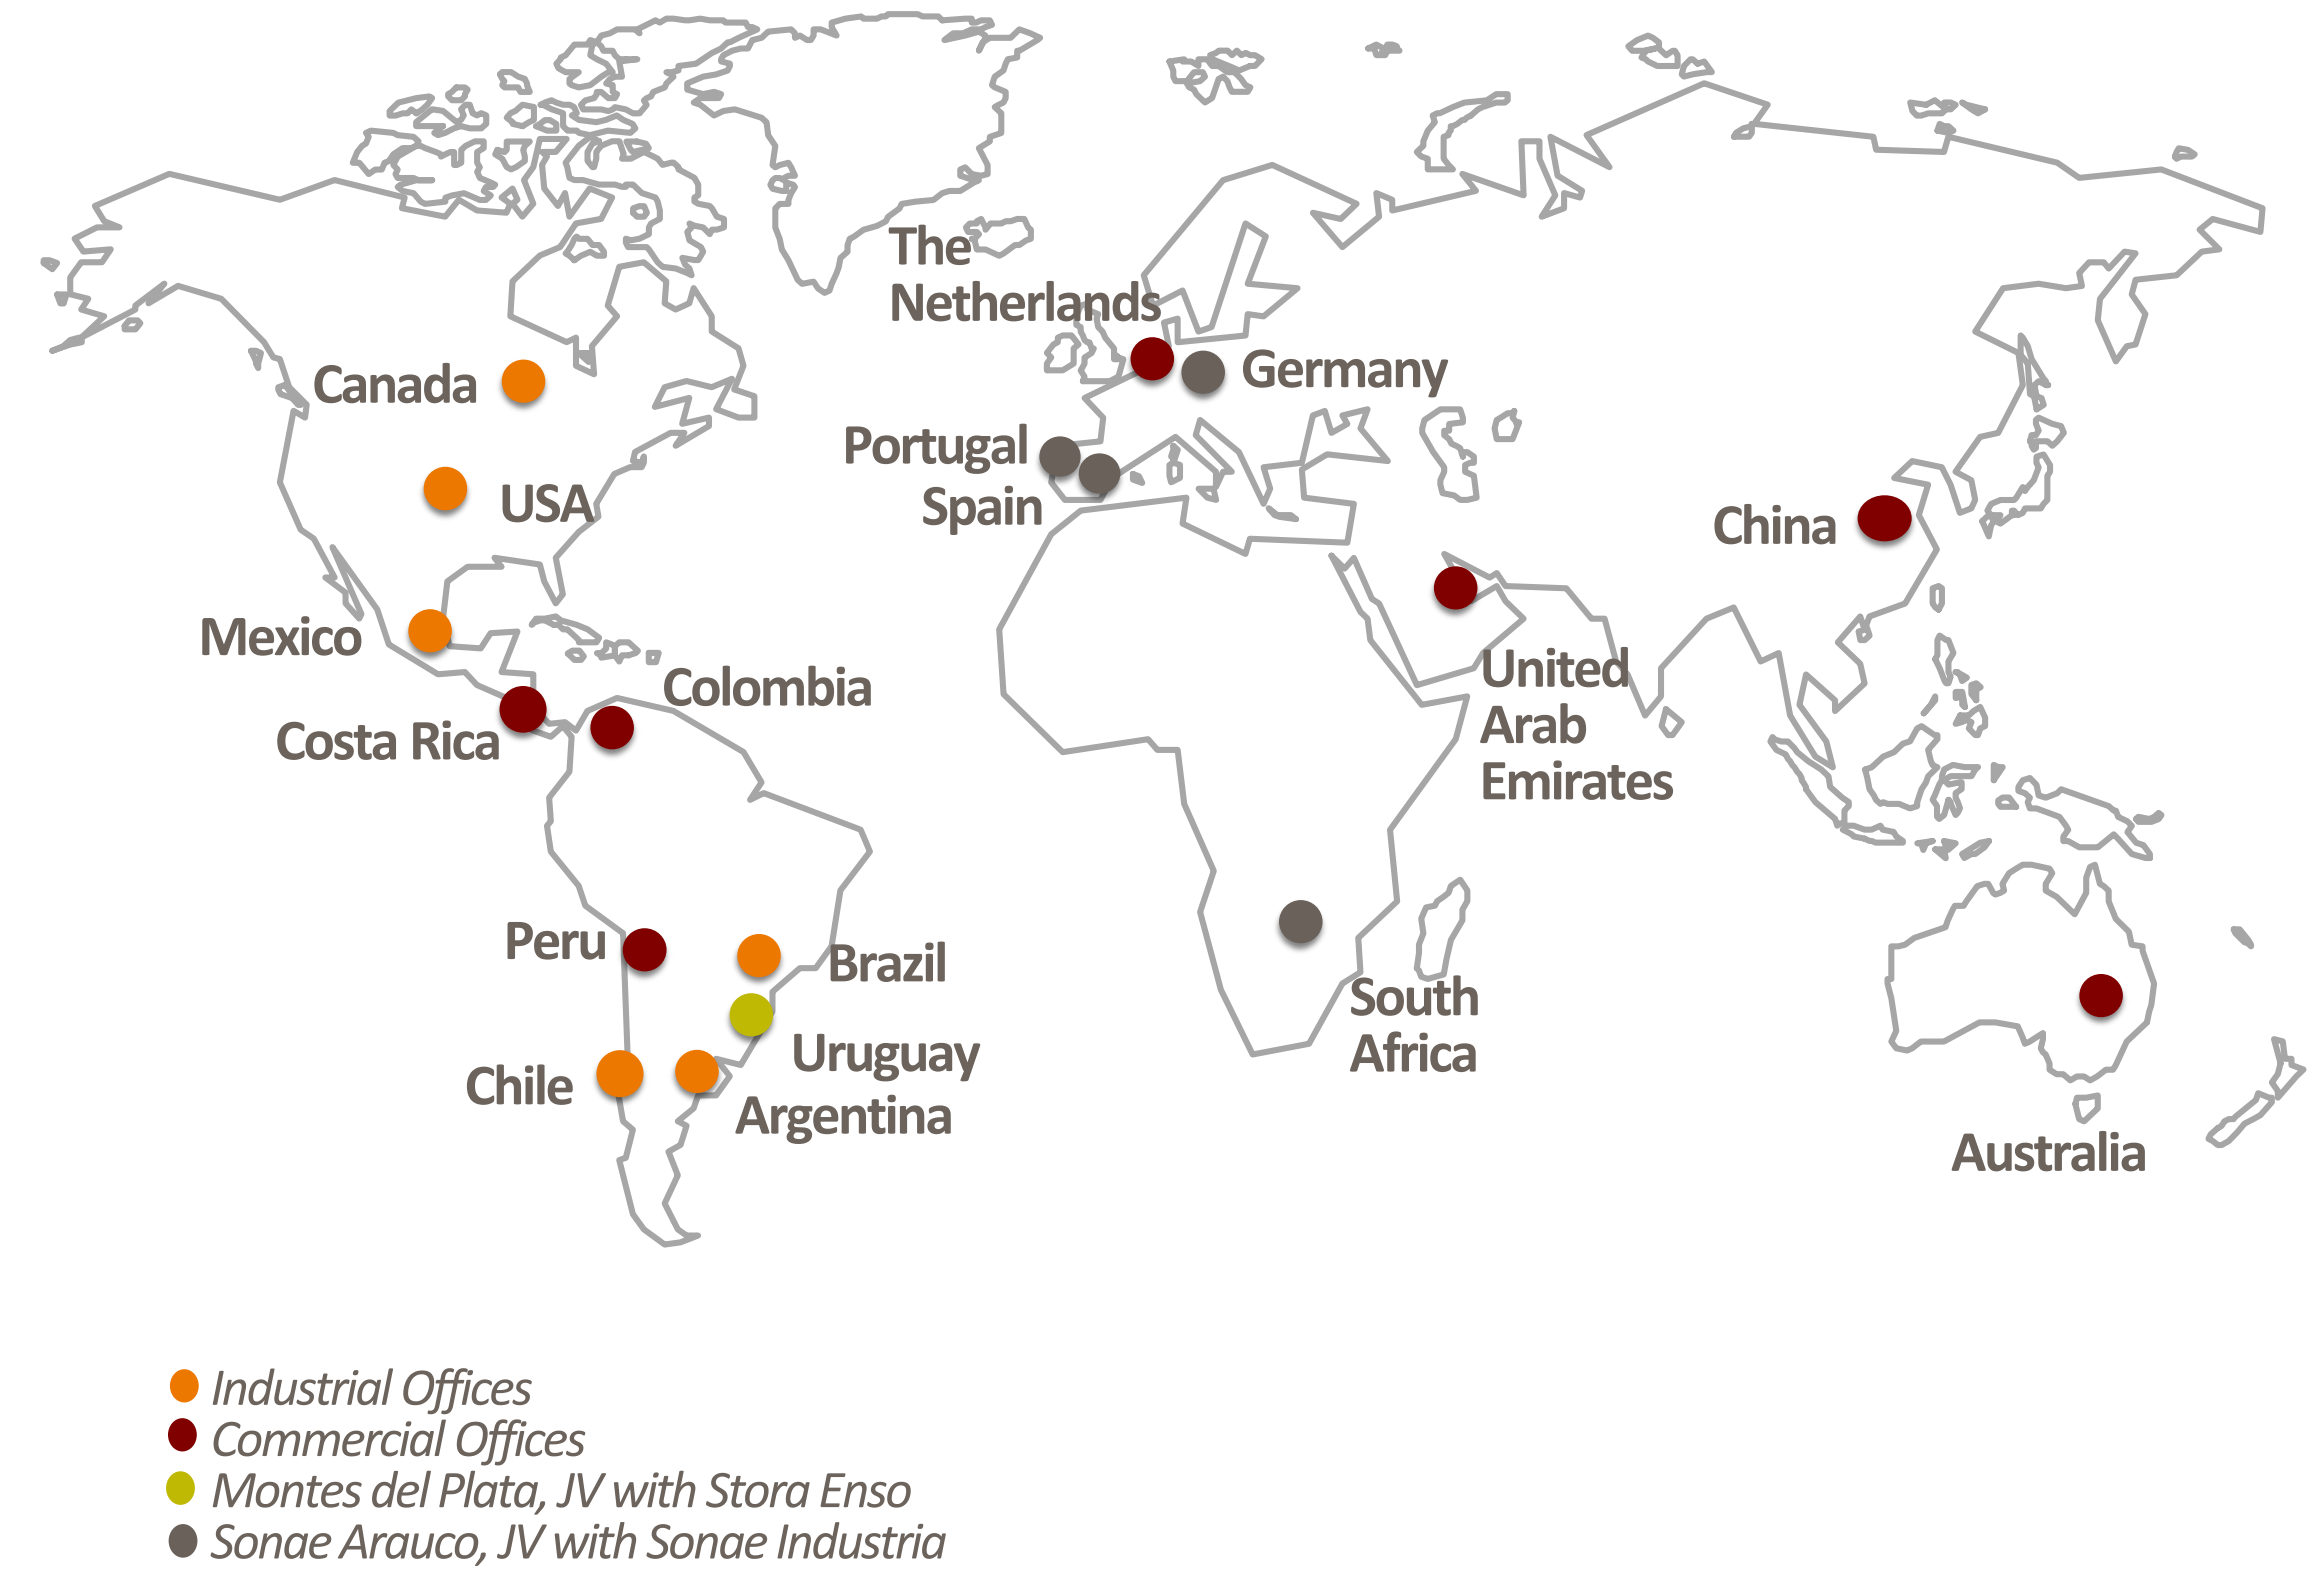 The
Netherlands
Canada
Germany
Portugal
USA
Spain
China
Mexico
Colombia
United
Arab
Emirates
Costa Rica
Peru
Brazil
South
Africa
Uruguay
Chile
Argentina
Australia
Industrial Offices
Commercial Offices
Montes del Plata, JV with Stora Enso
Sonae Arauco, JV with Sonae Industria